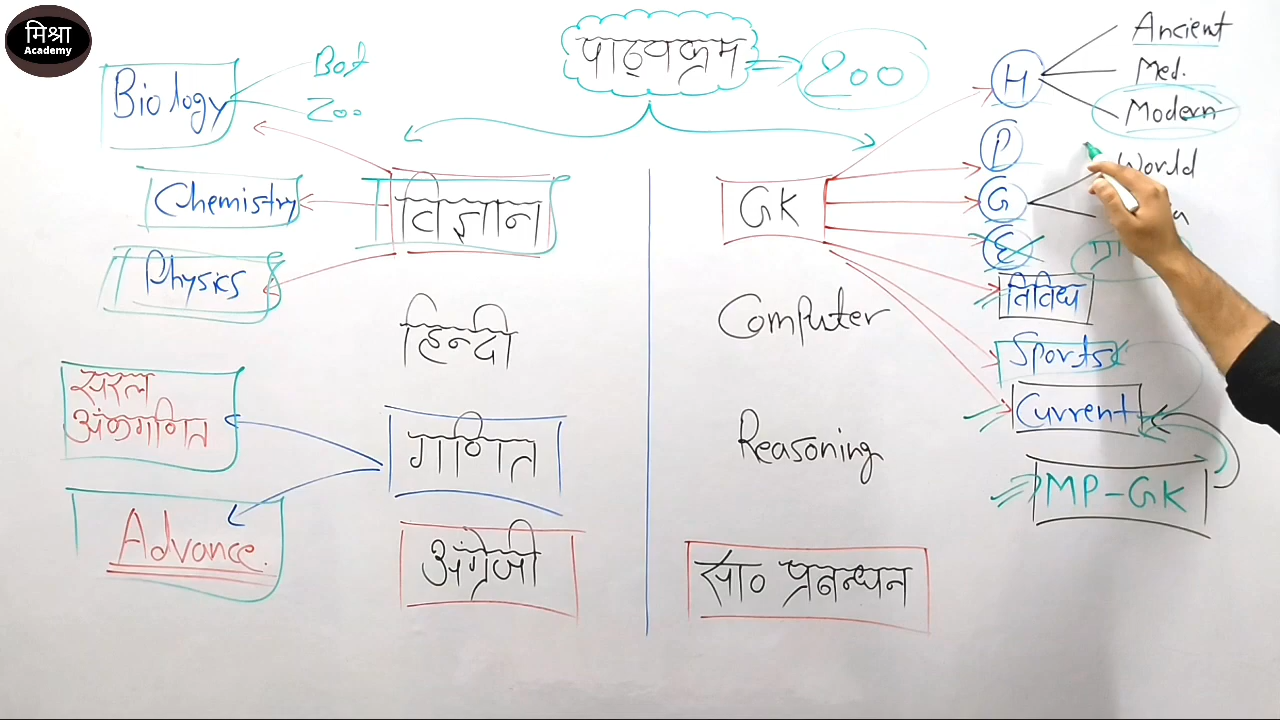 मिश्रा
Academy
पाठ्यक्रम
200
Biology
Bot
Zoo
Chemistry
Physics
विज्ञान
हिन्दी
गणित
सरल
अंकगणित
Advance.
अंग्रेजी
GK
Computer
Reasoning
सा० प्रबन्धन
H
Ancient
Med.
Modern
P
G
World
E
विविध
Sports
Current
MP-GK